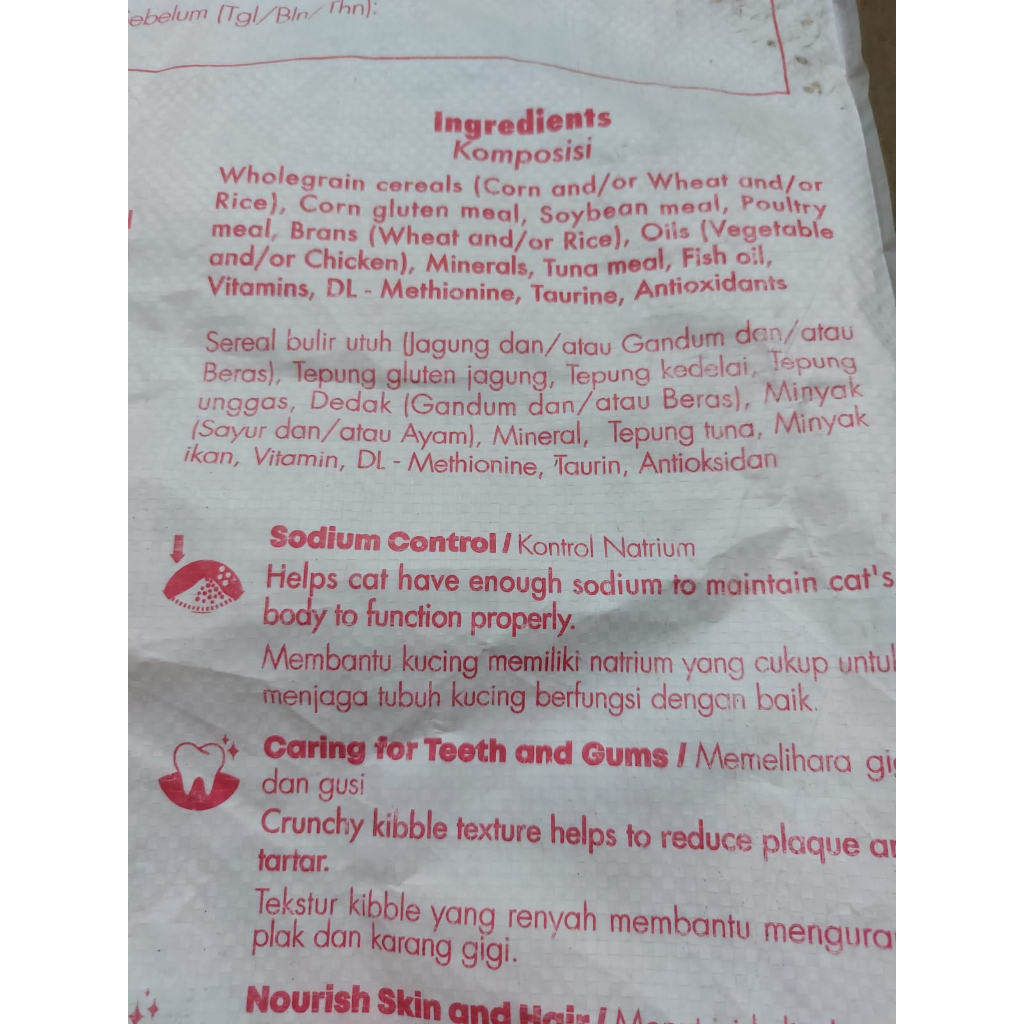 (Tgl/Bln/Thn):
Ingredients
Komposisi
Wholegrain cereals (Corn and/or Wheat and/or
Rice), Corn gluten meal, Soybean meal, Poultry
meal, Brans (Wheat and/or Rice), Oils (Vegetable
and/or Chicken), Minerals, Tuna meal, Fish oil,
Vitamins, DL - Methionine, Taurine, Antioxidants
Sereal bulir utuh (Jagung dan/atau Gandum dan/atau
Beras), Tepung gluten jagung, Tepung kedelai, Tepung
unggas, Dedak (Gandum dan/atau Beras), Minyak
(Sayur dan/atau Ayam), Mineral, Tepung tuna, Minyak
ikan, Vitamin, DL - Methionine, Taurin, Antioksidan
Sodium Control / Kontrol Natrium
Helps cat have enough sodium to maintain cat's
body to function properly.
Membantu kucing memiliki natrium yang cukup
menjaga tubuh kucing berfungsi dengan baik.
Caring for Teeth and Gums / Memelihara
dan gusi
Crunchy kibble texture helps to reduce plaque
tartar.
Tekstur kibble yang renyah membantu
plak dan karang gigi.
Nourish Skin and Hair /